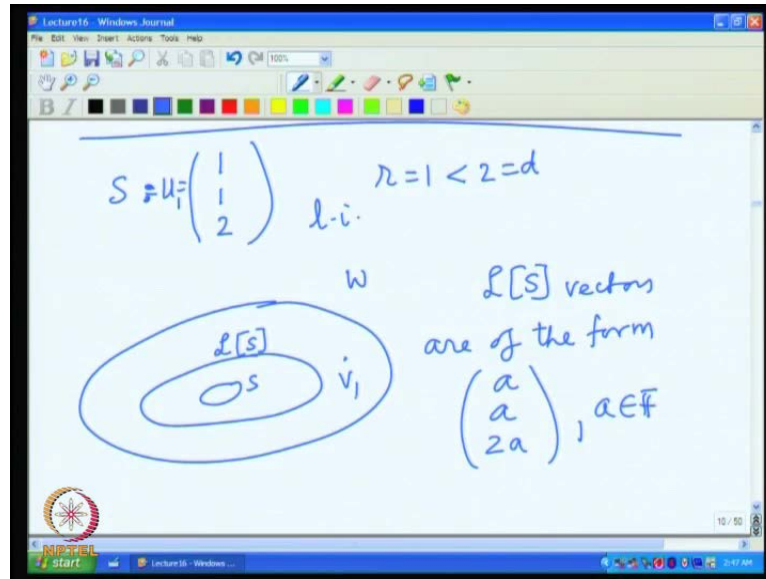 Lecture16 - Windows Journal
File Edit View Insert Actions Tools Help
100%
B I
S = u₁ = ( 1 1 2 ) l.i. r = 1 < 2 = d
W
L[S] vectors
are of the form
( a a 2a ) , a ∈ F
L[S]
S
v₁
10 / 50
NPTEL
start Lecture16 - Windows ... 2:47 AM